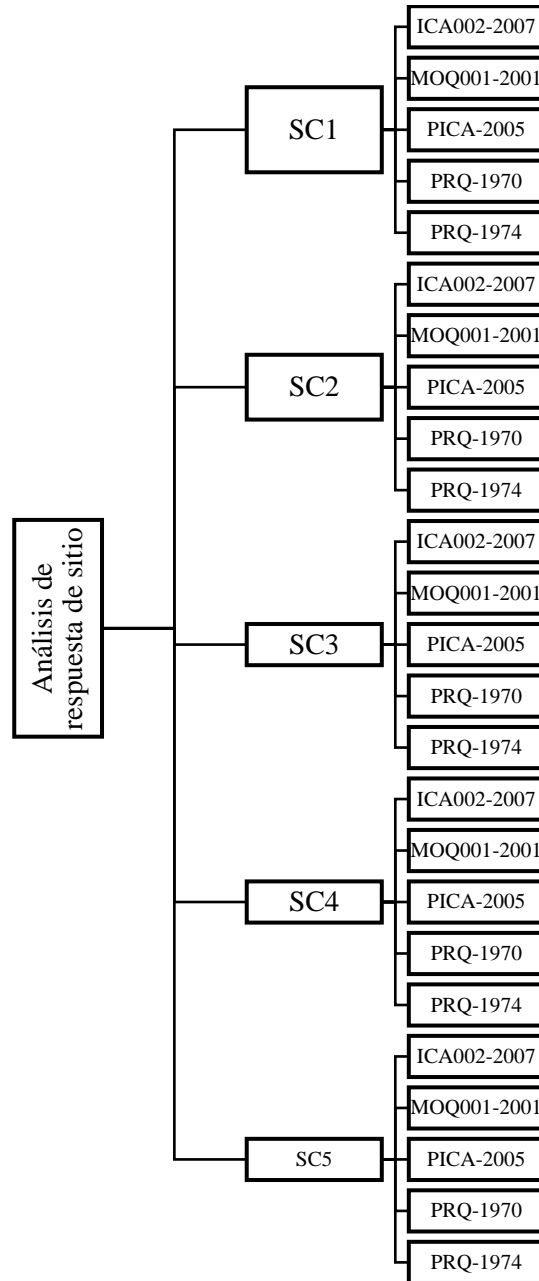 Análisis de
respuesta de sitio
SC1
ICA002-2007
MOQ001-2001
PICA-2005
PRQ-1970
PRQ-1974
SC2
ICA002-2007
MOQ001-2001
PICA-2005
PRQ-1970
PRQ-1974
SC3
ICA002-2007
MOQ001-2001
PICA-2005
PRQ-1970
PRQ-1974
SC4
ICA002-2007
MOQ001-2001
PICA-2005
PRQ-1970
PRQ-1974
SC5
ICA002-2007
MOQ001-2001
PICA-2005
PRQ-1970
PRQ-1974